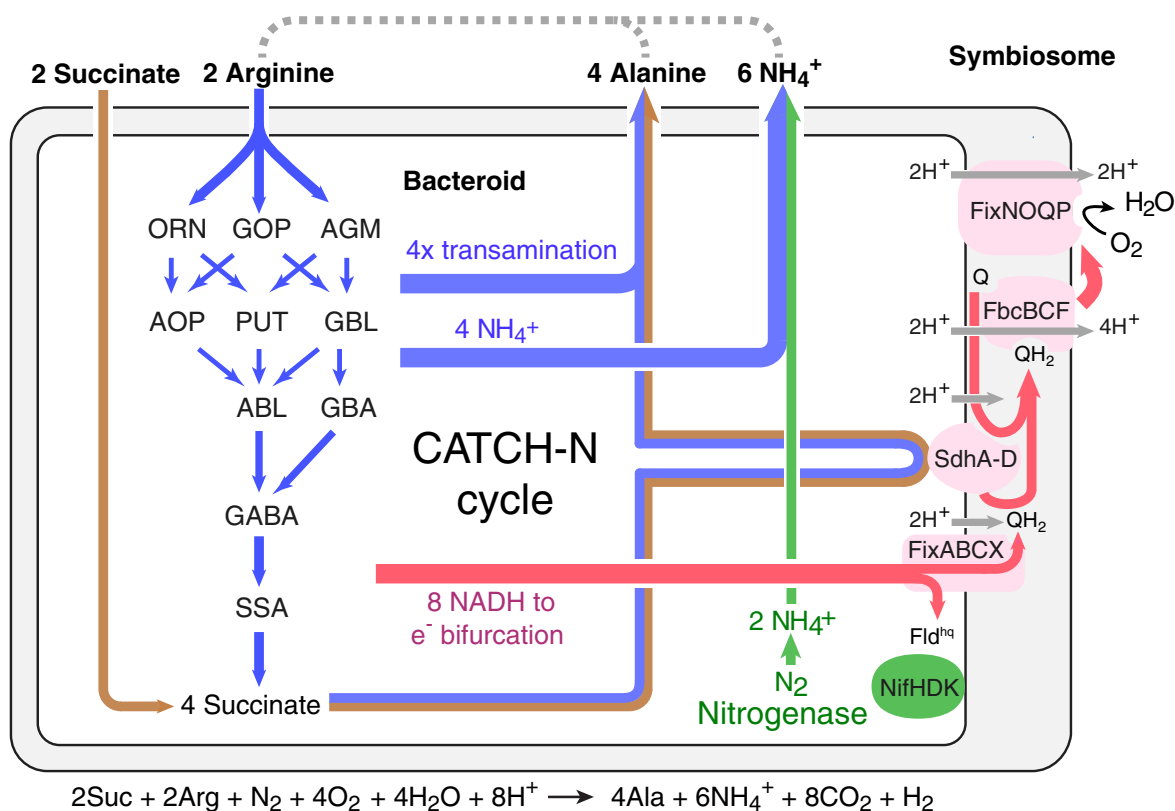 2 Succinate 2 Arginine 4 Alanine 6 NH₄⁺ Symbiosome
Bacteroid
2H⁺ 2H⁺
FixNOQP H₂O
O₂
ORN GOP AGM
4x transamination
Q
FbcBCF
AOP PUT GBL 4 NH₄⁺ 2H⁺ 4H⁺
QH₂
2H⁺
ABL GBA
CATCH-N
cycle
SdhA-D
GABA
2H⁺ QH₂
FixABCX
SSA
8 NADH to
e⁻ bifurcation
2 NH₄⁺
Fldʰq
N₂
NifHDK
4 Succinate
Nitrogenase
2Suc + 2Arg + N₂ + 4O₂ + 4H₂O + 8H⁺ → 4Ala + 6NH₄⁺ + 8CO₂ + H₂